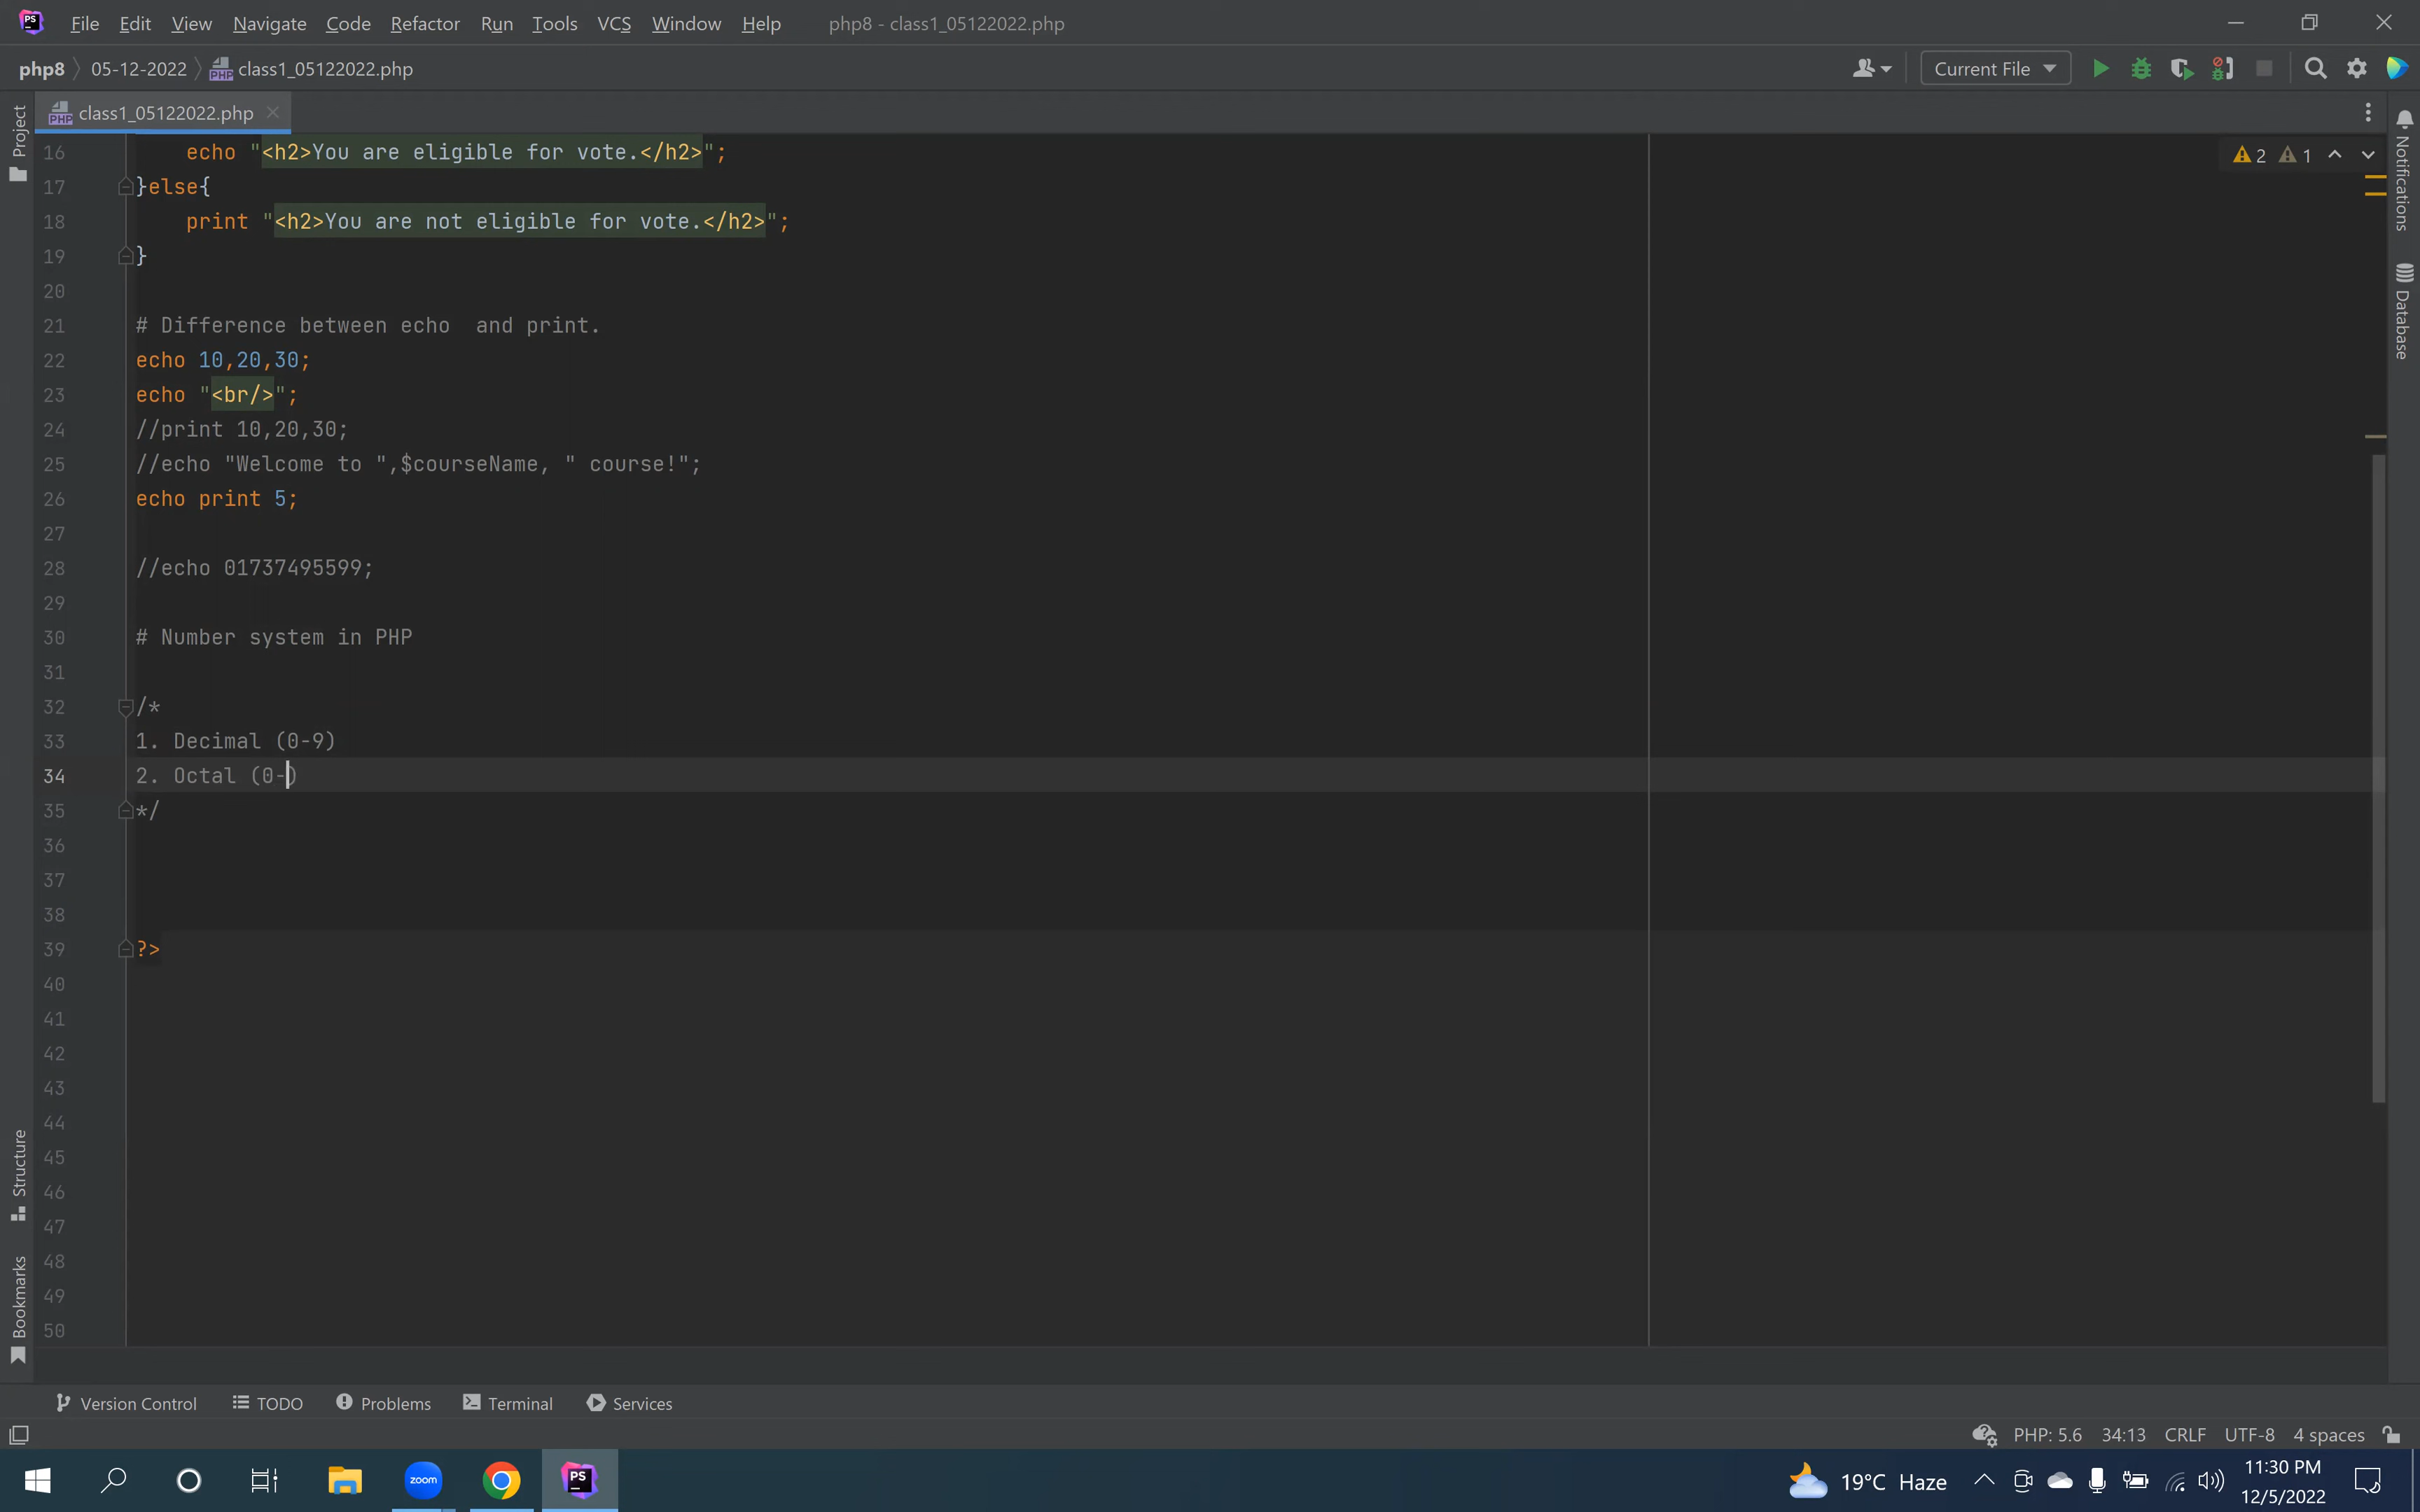 PS File Edit View Navigate Code Refactor Run Tools VCS Window Help php8 - class1_05122022.php
php8 05-12-2022 class1_05122022.php Current File
Project
class1_05122022.php
16 echo "<h2>You are eligible for vote.</h2>"; 2 1
17 }else{
18 print "<h2>You are not eligible for vote.</h2>";
19 }
20
21 # Difference between echo  and print.
22 echo 10,20,30;
23 echo "<br/>";
24 //print 10,20,30;
25 //echo "Welcome to ",$courseName, " course!";
26 echo print 5;
27
28 //echo 01737495599;
29
30 # Number system in PHP
31
32 /*
33 1. Decimal (0-9)
34 2. Octal (0-)
35 */
36
37
38
39 ?>
40
41
42
43
44
45
46
47
48
49
50
Notifications
Database
Structure
Bookmarks
Version Control TODO Problems Terminal Services
PHP: 5.6 34:13 CRLF UTF-8 4 spaces
zoom PS 19°C Haze 11:30 PM
12/5/2022